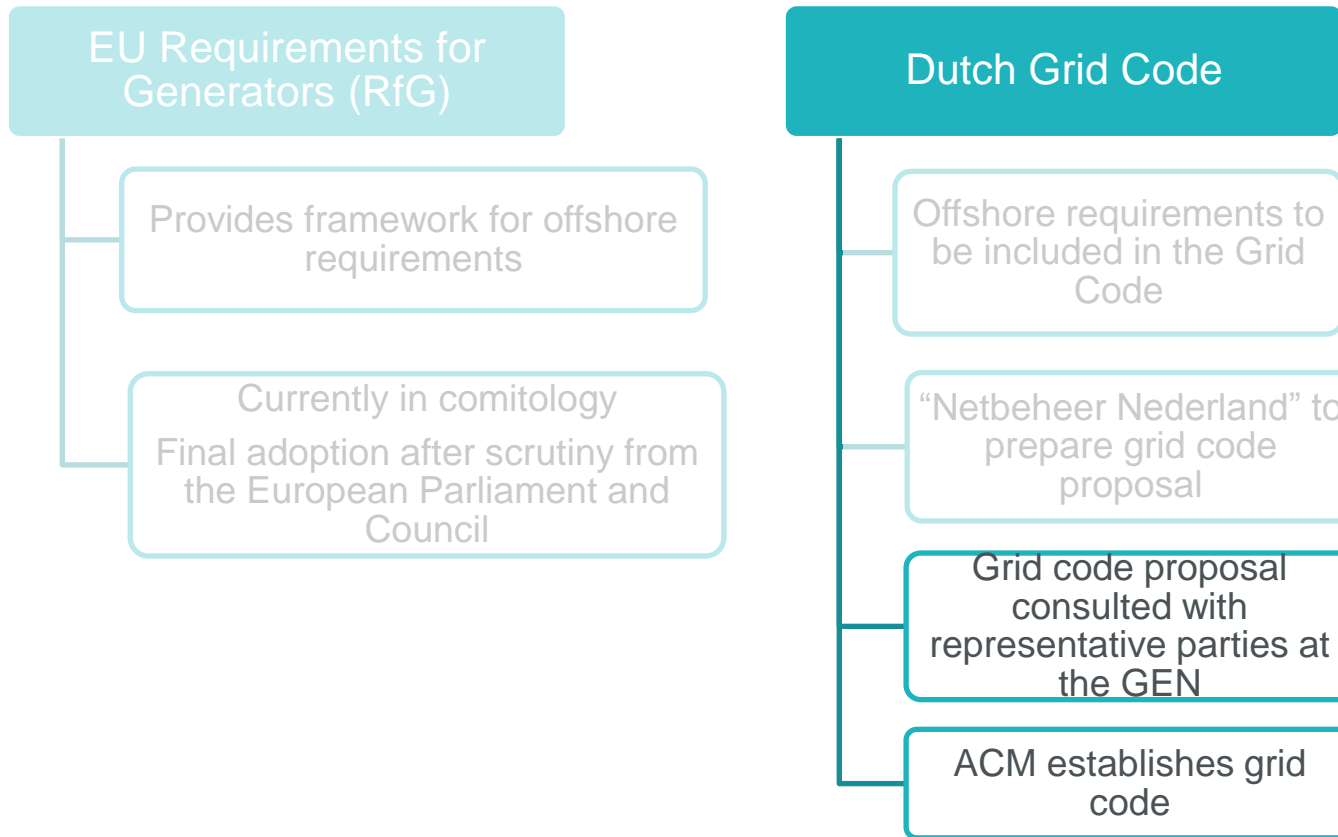 EU Requirements for
Generators (RfG)
Provides framework for offshore
requirements
Currently in comitology
Final adoption after scrutiny from
the European Parliament and
Council
Dutch Grid Code
Offshore requirements to
be included in the Grid
Code
“Netbeheer Nederland” to
prepare grid code
proposal
Grid code proposal
consulted with
representative parties at
the GEN
ACM establishes grid
code